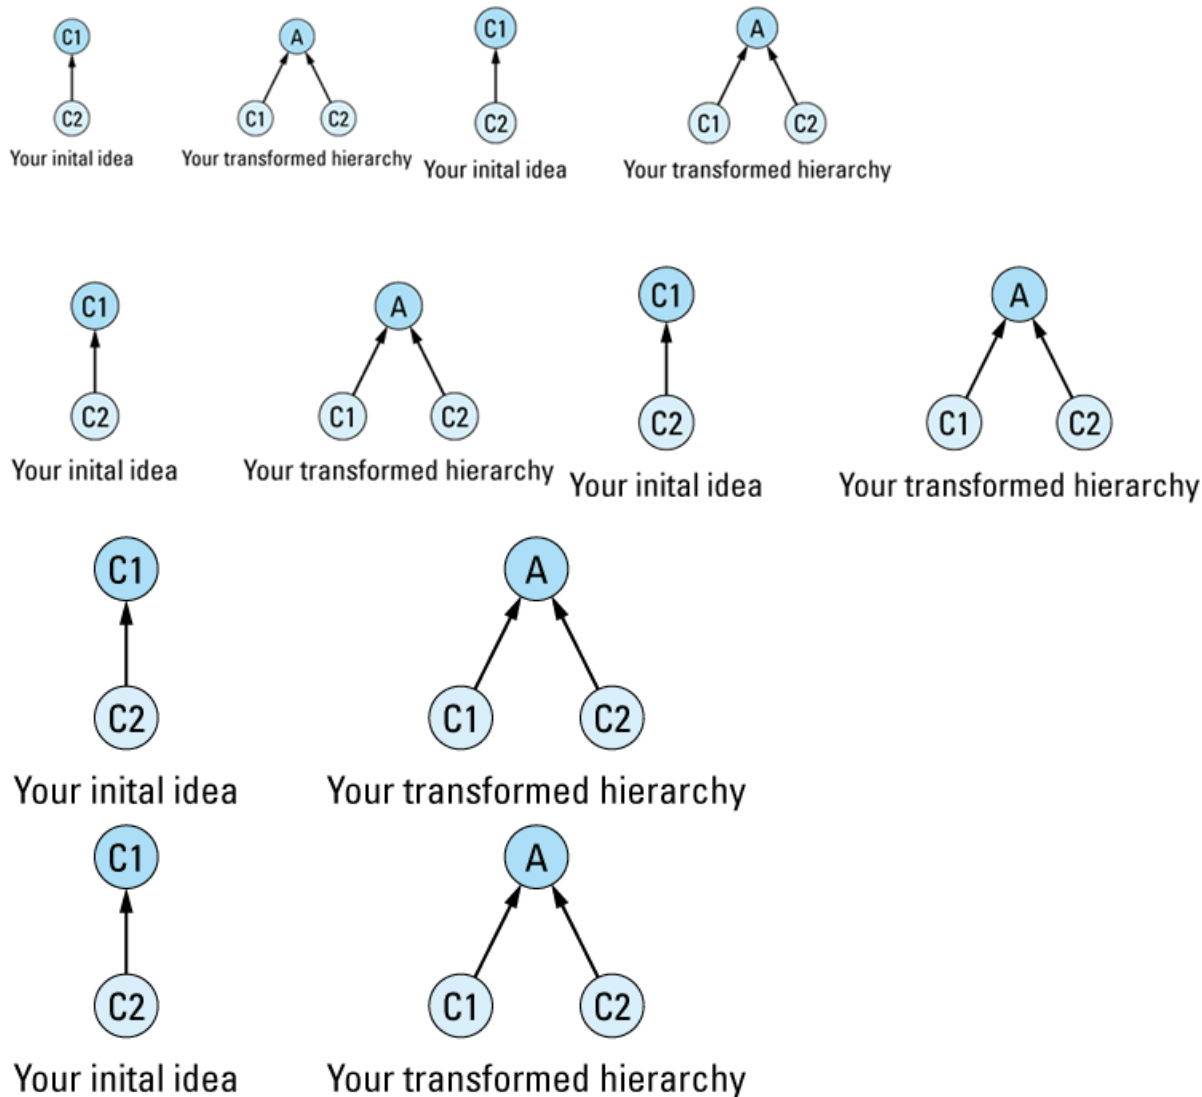 C1 A C1 A
C2 C1 C2 C2 C1 C2
Your inital idea Your transformed hierarchy Your inital idea Your transformed hierarchy
C1 A C1 A
C2 C1 C2 C2 C1 C2
Your inital idea Your transformed hierarchy Your inital idea Your transformed hierarchy
C1 A
C2 C1 C2
Your inital idea Your transformed hierarchy
C1 A
C2 C1 C2
Your inital idea Your transformed hierarchy